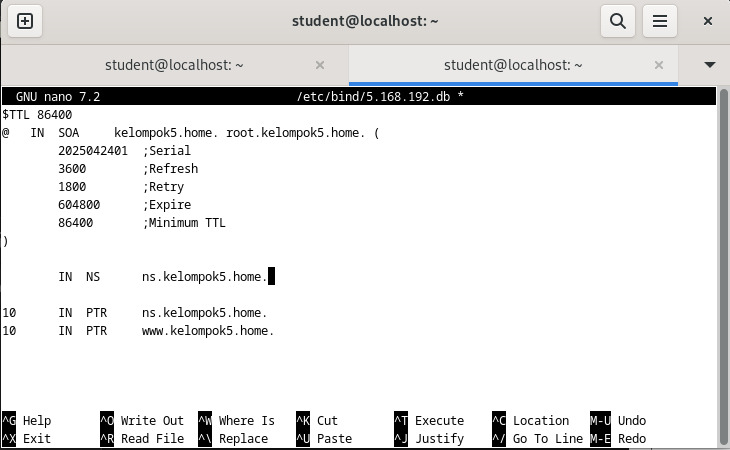 student@localhost: ~
student@localhost: ~ × student@localhost: ~ ×
GNU nano 7.2 /etc/bind/5.168.192.db *
$TTL 86400
@ IN SOA kelompok5.home. root.kelompok5.home. (
2025042401 ;Serial
3600 ;Refresh
1800 ;Retry
604800 ;Expire
86400 ;Minimum TTL
)
IN NS ns.kelompok5.home.
10 IN PTR ns.kelompok5.home.
10 IN PTR www.kelompok5.home.
^G Help ^O Write Out ^W Where Is ^K Cut ^T Execute ^C Location M-U Undo
^X Exit ^R Read File ^\ Replace ^U Paste ^J Justify ^/ Go To Line M-E Redo